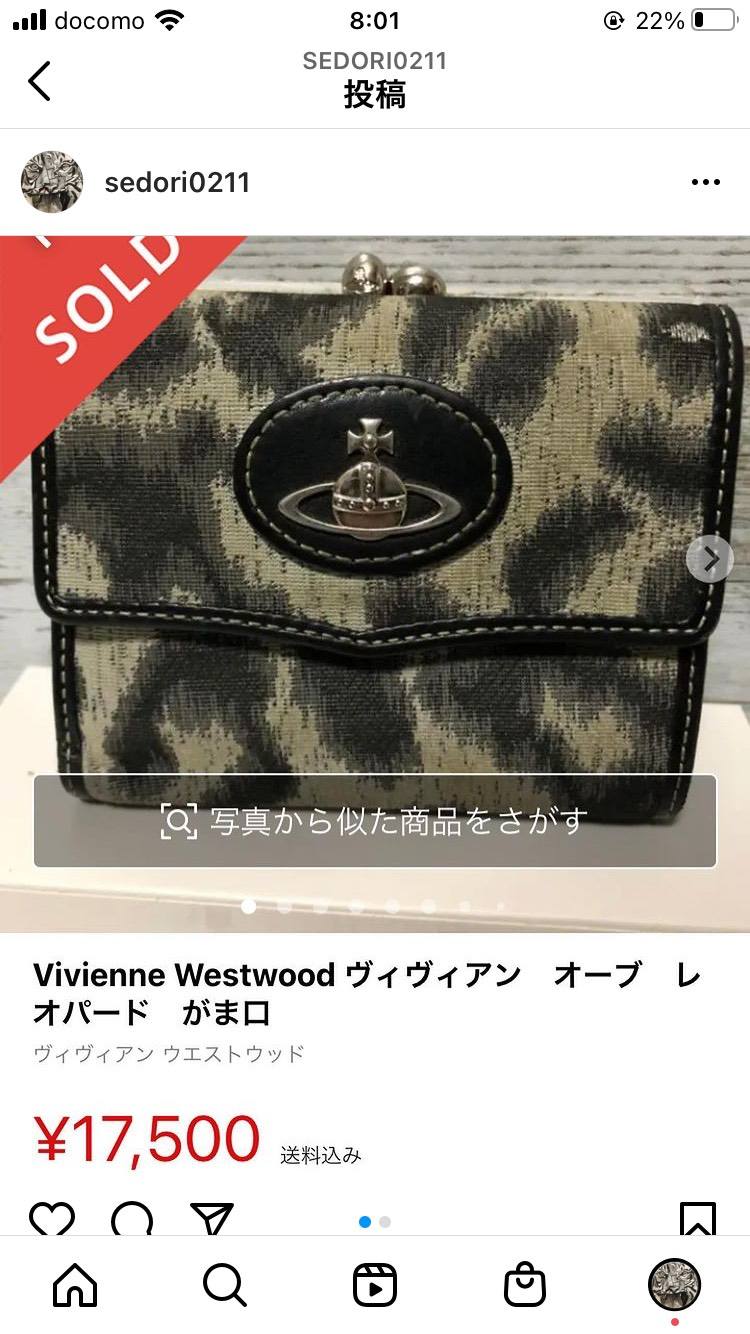 docomo 8:01 22%
SEDORI0211
投稿
sedori0211
SOLD
写真から似た商品をさがす
Vivienne Westwood ヴィヴィアン　オーブ　レ
オパード　がま口
ヴィヴィアン ウエストウッド
¥17,500 送料込み